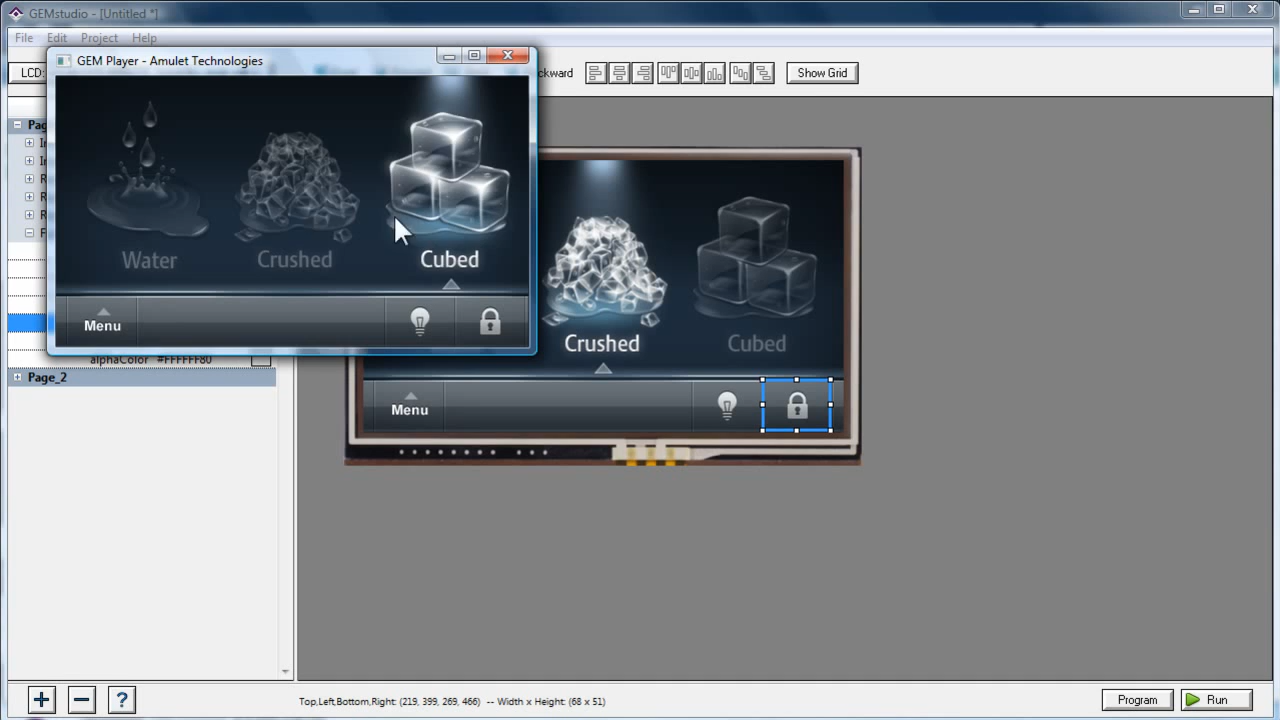 GEMstudio - [Untitled *]
File Edit Project Help
GEM Player - Amulet Technologies
LCD:
ckward
Show Grid
Pag
Water
Crushed
Cubed
Menu
alphaColor #FFFFFF80
Page_2
Crushed
Cubed
Menu
Top,Left,Bottom,Right: (219, 399, 269, 466) -- Width x Height: (68 x 51)
Program
Run